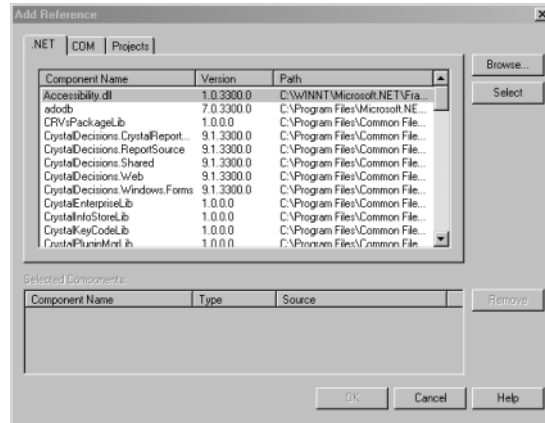 Add Reference
.NET COM Projects
Browse...
Component Name Version Path
Select
Accessibility.dll 1.0.3300.0 C:\WINNT\Microsoft.NET\Fra...
adodb 7.0.3300.0 C:\Program Files\Microsoft.NE...
CRVsPackageLib 1.0.0.0 C:\Program Files\Common File...
CrystalDecisions.CrystalReport... 9.1.3300.0 C:\Program Files\Common File...
CrystalDecisions.ReportSource 9.1.3300.0 C:\Program Files\Common File...
CrystalDecisions.Shared 9.1.3300.0 C:\Program Files\Common File...
CrystalDecisions.Web 9.1.3300.0 C:\Program Files\Common File...
CrystalDecisions.Windows.Forms 9.1.3300.0 C:\Program Files\Common File...
CrystalEnterpriseLib 1.0.0.0 C:\Program Files\Common File...
CrystalInfoStoreLib 1.0.0.0 C:\Program Files\Common File...
CrystalKeyCodeLib 1.0.0.0 C:\Program Files\Common File...
CrystalPluginMgrLib 1.0.0.0 C:\Program Files\Common File...
Selected Components:
Component Name Type Source
Remove
OK Cancel Help